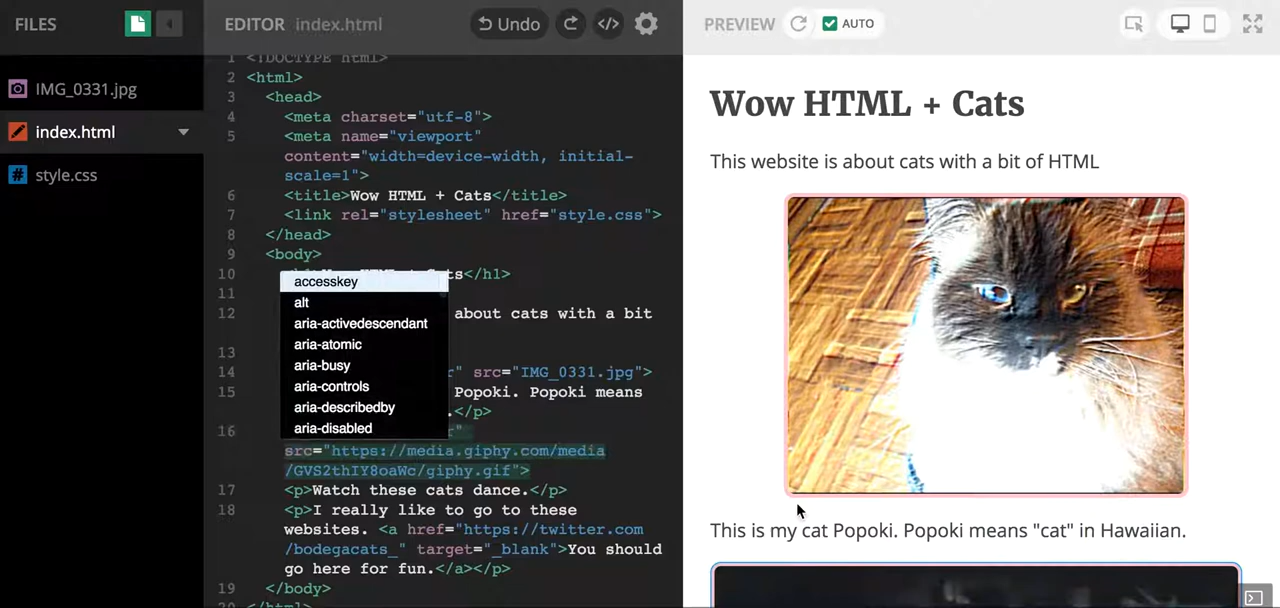 FILES
EDITOR index.html
Undo
PREVIEW
AUTO
IMG_0331.jpg
index.html
style.css
1 <!DOCTYPE html>
2 <html>
3 <head>
4 <meta charset="utf-8">
5 <meta name="viewport"
content="width=device-width, initial-
scale=1">
6 <title>Wow HTML + Cats</title>
7 <link rel="stylesheet" href="style.css">
8 </head>
9 <body>
10 </h1>
11
12 about cats with a bit
13
14 src="IMG_0331.jpg">
15 Popoki. Popoki means
.</p>
16
src="https://media.giphy.com/media
/GVS2thIY8oaWc/giphy.gif">
17 <p>Watch these cats dance.</p>
18 <p>I really like to go to these
websites. <a href="https://twitter.com
/bodegacats_" target="_blank">You should
go here for fun.</a></p>
19 </body>
20 </html>
accesskey
alt
aria-activedescendant
aria-atomic
aria-busy
aria-controls
aria-describedby
aria-disabled
Wow HTML + Cats
This website is about cats with a bit of HTML
This is my cat Popoki. Popoki means "cat" in Hawaiian.